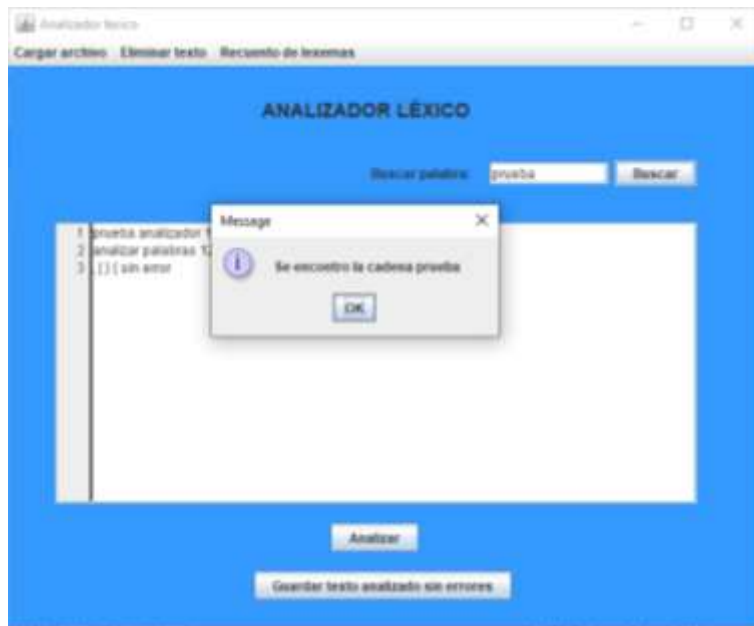 Analizador léxico
Cargar archivo Eliminar texto Recuento de lexemas
ANALIZADOR LÉXICO
Buscar palabra prueba Buscar
Message
Se encontro la cadena prueba
OK
1 prueba analizador
2 analizar palabras 12
3 sin error
Analizar
Guardar texto analizado sin errores